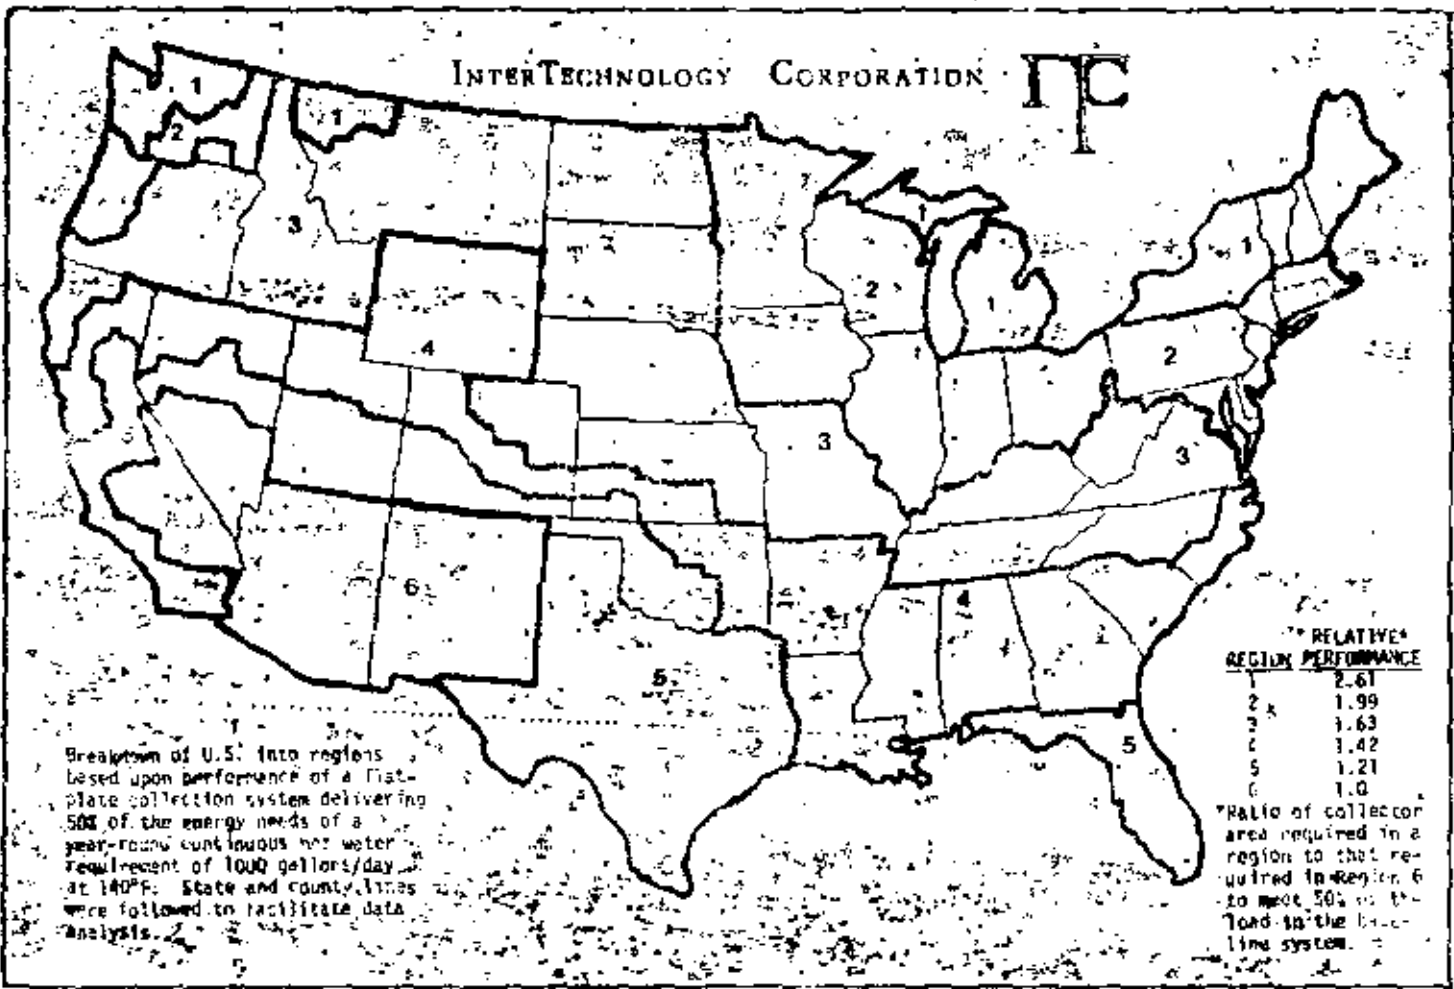 INTERTECHNOLOGY CORPORATION ITC
1
1
2
3
1
2
1
1
4
2
3
3
6
4
5
5
"RELATIVE*
REGION PERFORMANCE
1 2.61
2 1.99
3 1.63
4 1.42
5 1.21
6 1.0
*Ratio of collector
area required in a
region to that re-
quired in Region 6
to meet 50% of the
load in the base-
line system.
Breakdown of U.S. into regions
based upon performance of a flat-
plate collection system delivering
50% of the energy needs of a
year-round continuous hot water
requirement of 1000 gallons/day
at 140°F. State and county lines
were followed to facilitate data
analysis.